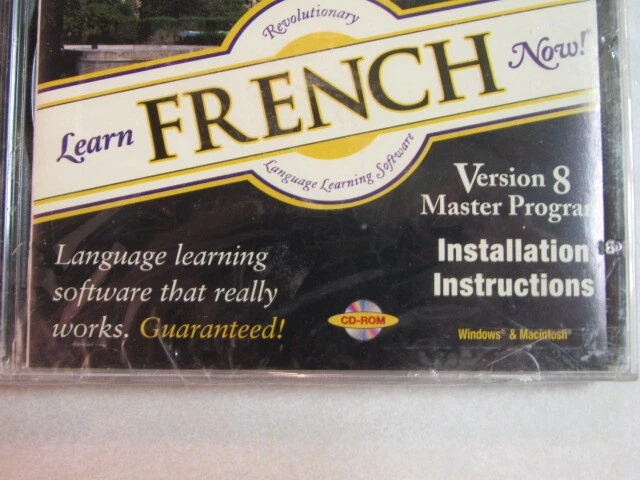 Revolutionary
Learn FRENCH Now!
Language Learning Software
Version 8
Master Program
Installation
Instructions
Language learning
software that really
works. Guaranteed!
CD-ROM
Windows® & Macintosh®